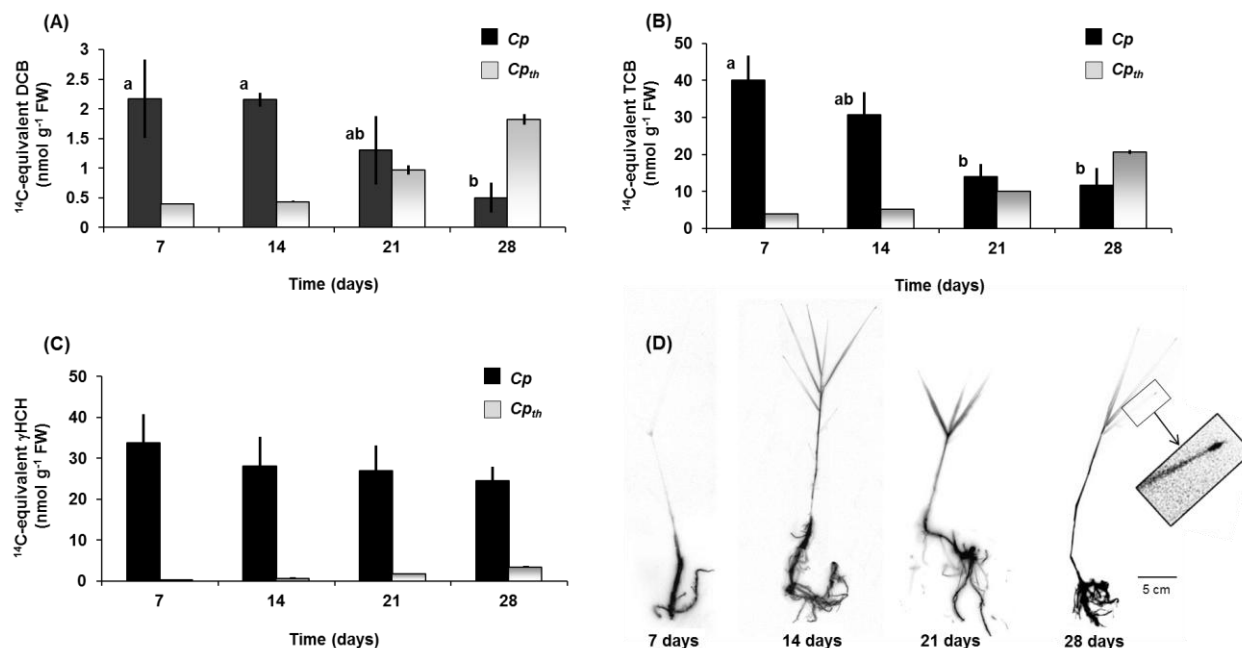 (A)
¹⁴C-equivalent DCB
(nmol g⁻¹ FW)
3
2.5
2
1.5
1
0.5
0
a
a
ab
b
Cp
Cpₜₕ
7 14 21 28
Time (days)
(B)
¹⁴C-equivalent TCB
(nmol g⁻¹ FW)
50
40
30
20
10
0
a
ab
b
b
Cp
Cpₜₕ
7 14 21 28
Time (days)
(C)
¹⁴C-equivalent γHCH
(nmol g⁻¹ FW)
50
40
30
20
10
0
Cp
Cpₜₕ
7 14 21 28
Time (days)
(D)
5 cm
7 days 14 days 21 days 28 days